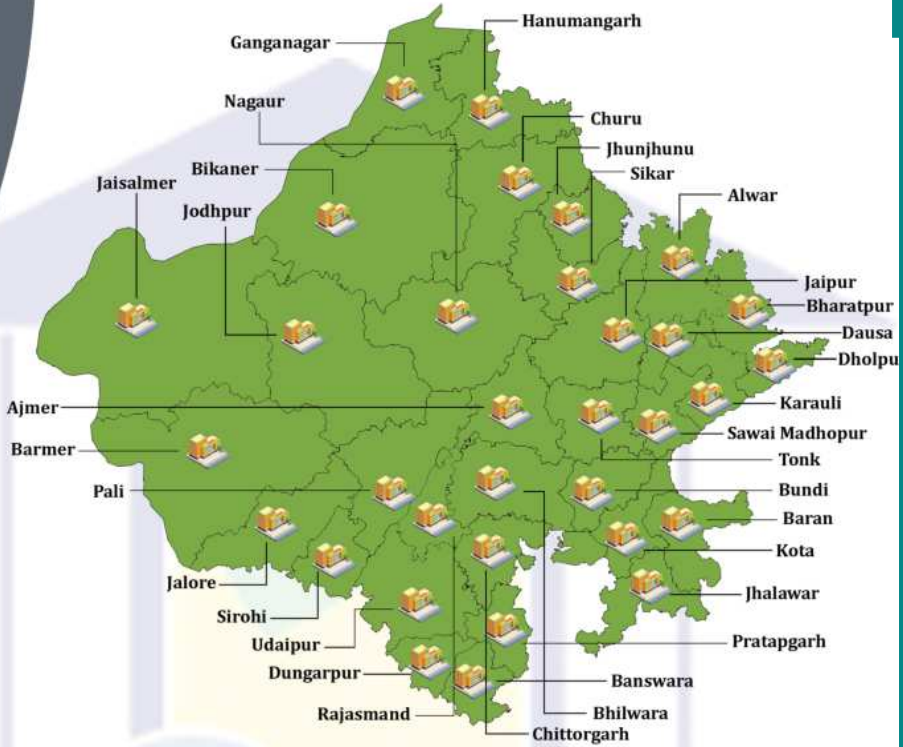 Hanumangarh
Ganganagar
Nagaur
Churu
Jhunjhunu
Bikaner
Sikar
Jaisalmer
Alwar
Jodhpur
Jaipur
Bharatpur
Dausa
Dholpu
Ajmer
Karauli
Sawai Madhopur
Barmer
Tonk
Pali
Bundi
Baran
Kota
Jalore
Jhalawar
Sirohi
Udaipur
Pratapgarh
Dungarpur
Banswara
Rajasmand
Bhilwara
Chittorgarh